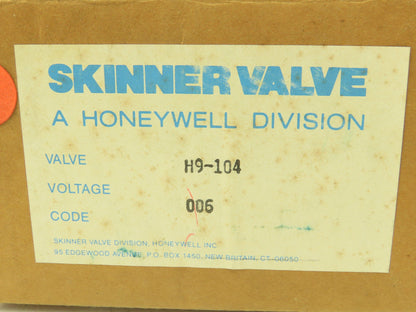 SKINNER VALVE
A HONEYWELL DIVISION
VALVE H9-104
VOLTAGE
CODE 006
SKINNER VALVE DIVISION, HONEYWELL INC
95 EDGEWOOD AVENUE, P.O. BOX 1450, NEW BRITAIN, CT. 06050